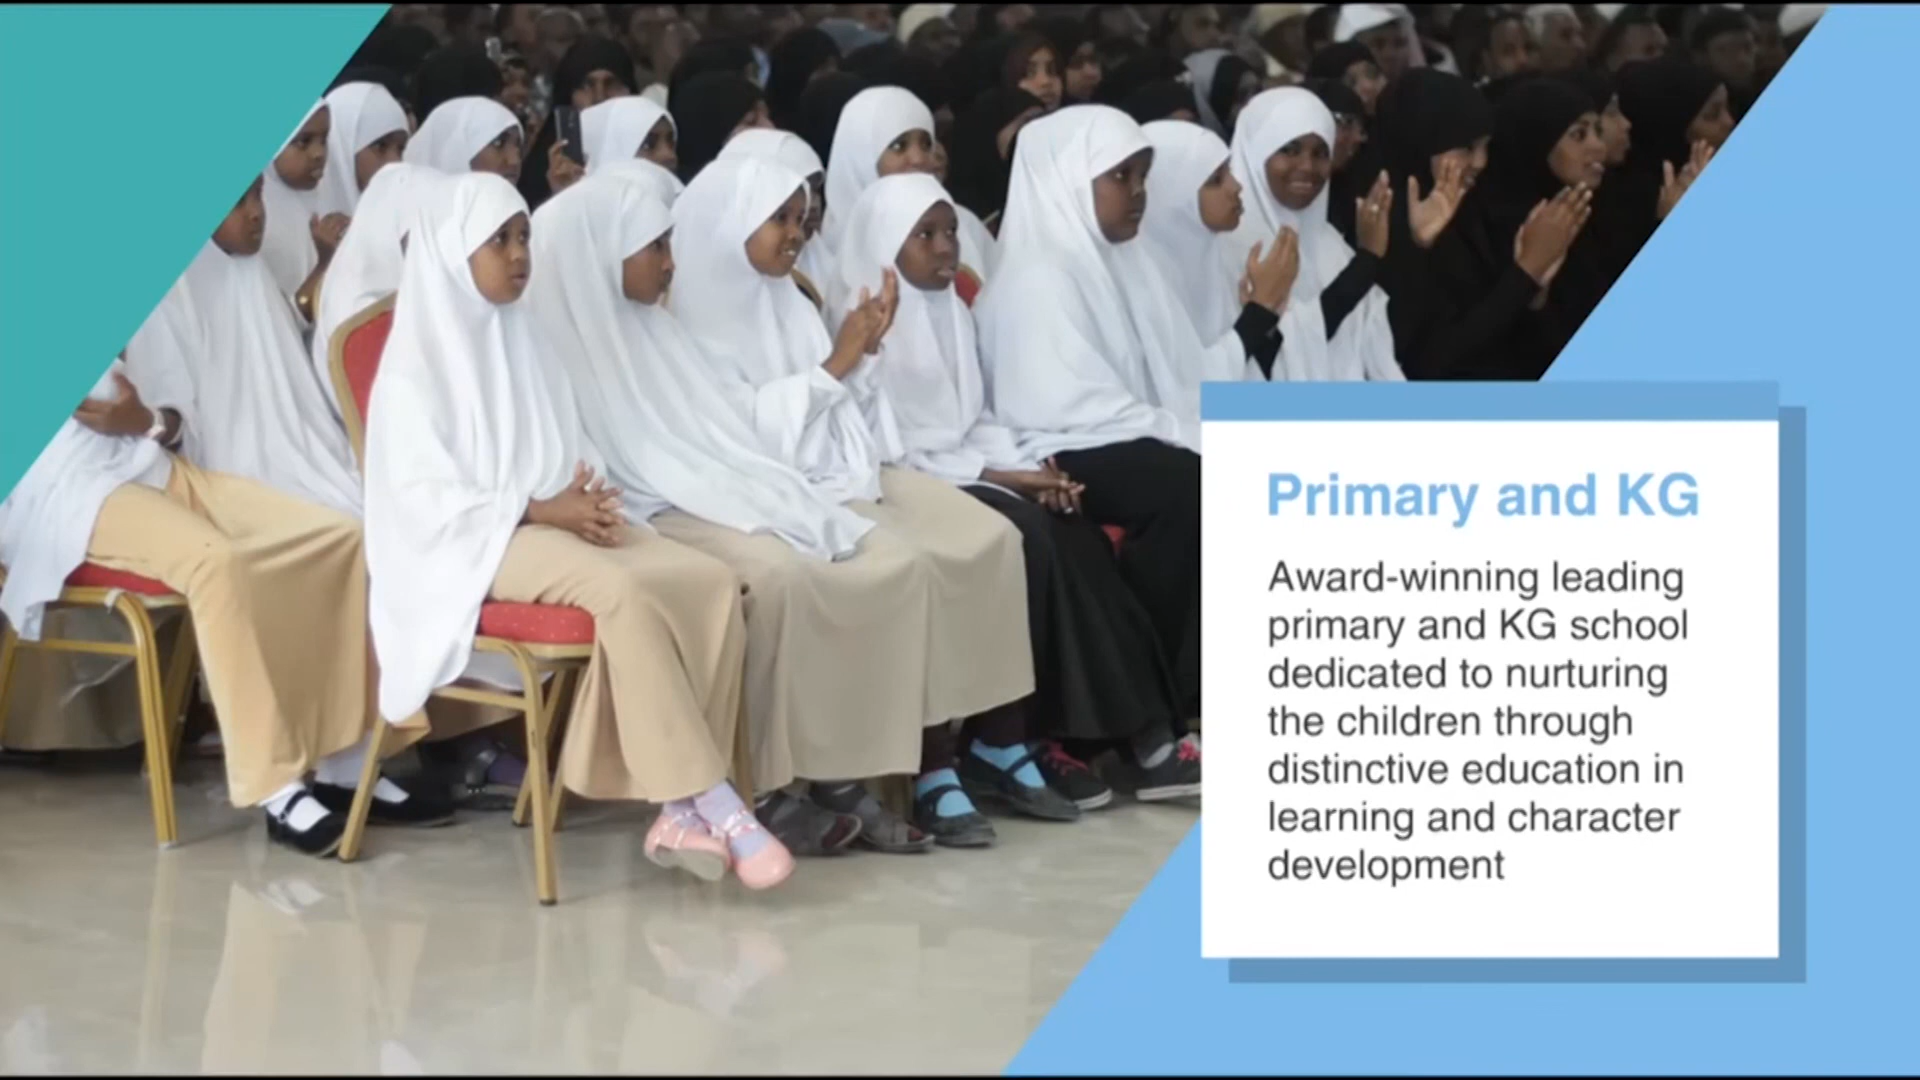 Primary and KG
Award-winning leading
primary and KG school
dedicated to nurturing
the children through
distinctive education in
learning and character
development